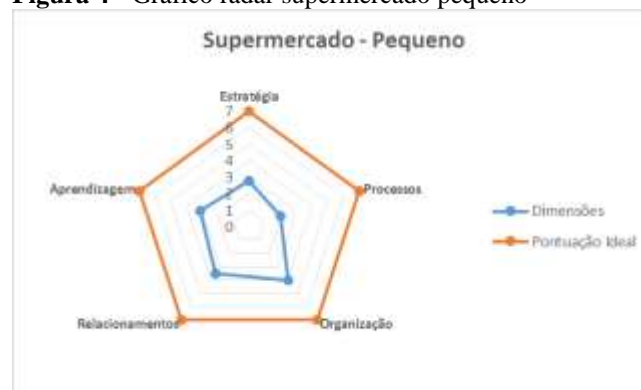 Figura 4 - Gráfico radar supermercado pequeno
Supermercado - Pequeno
Estratégia
7
6
5
4
3
2
1
0
Aprendizagem
Processos
Dimensões
Pontuação Ideal
Relacionamentos
Organização